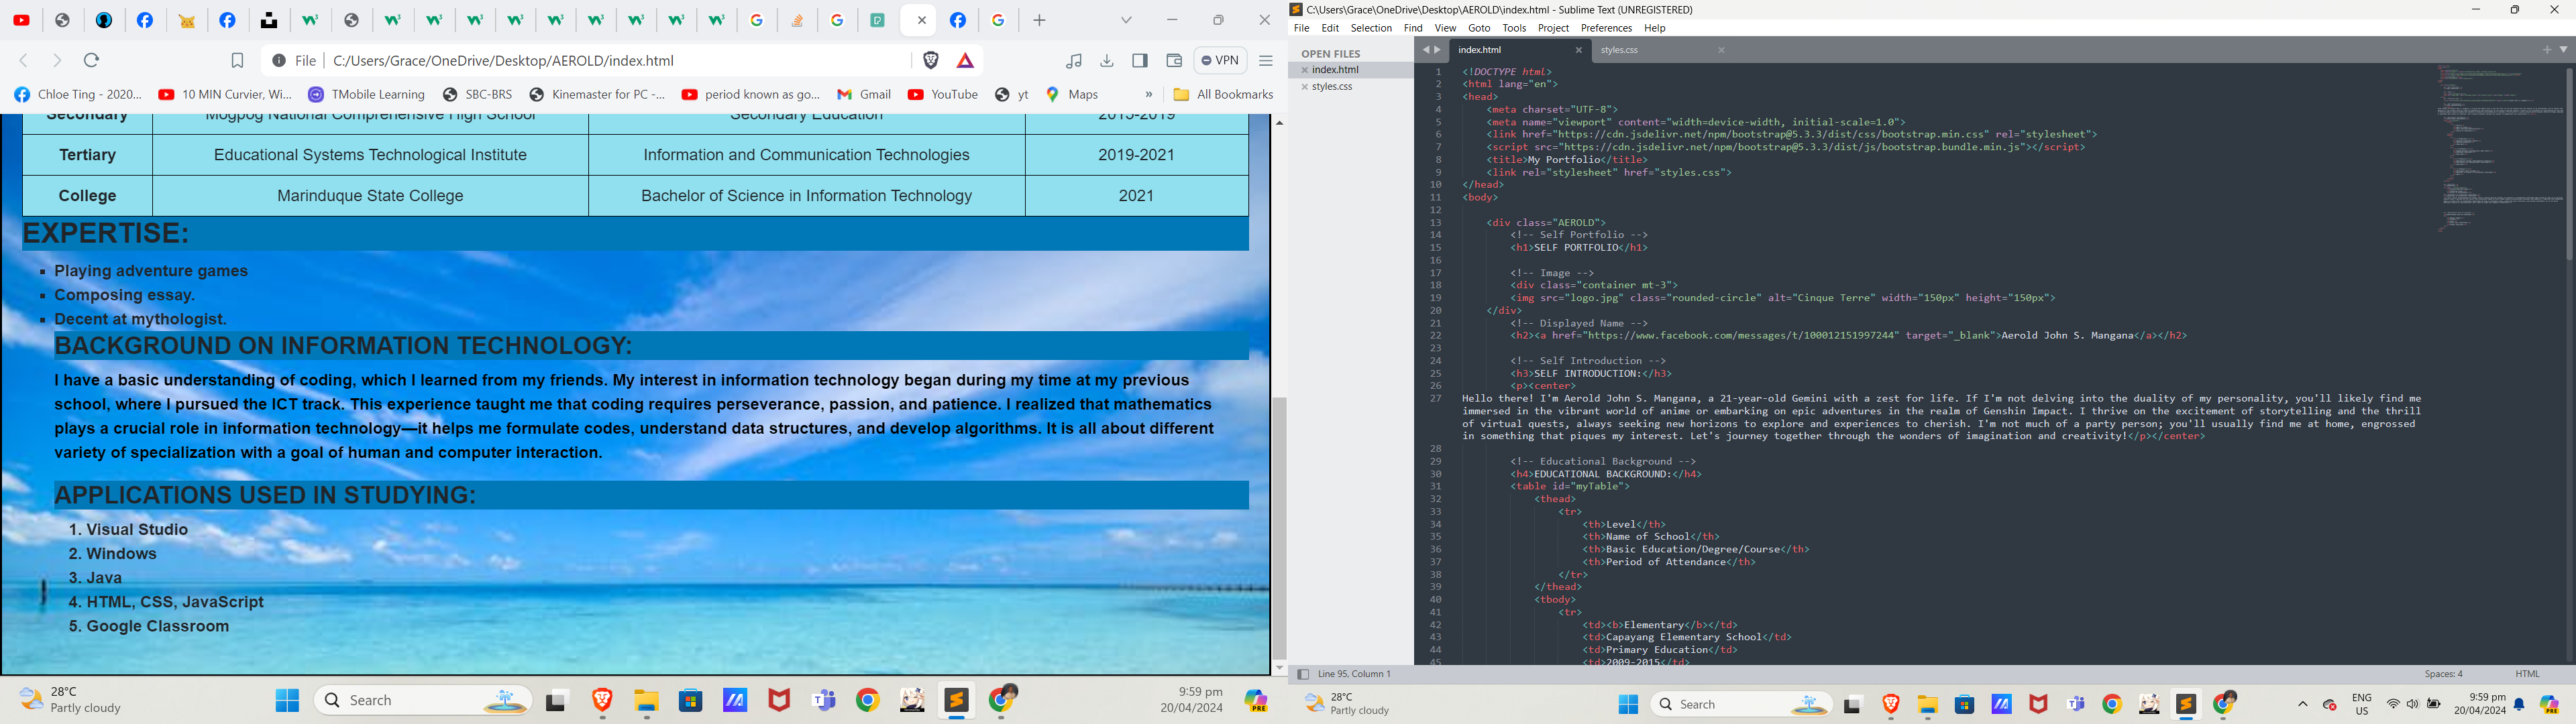 File
C:/Users/Grace/OneDrive/Desktop/AEROLD/index.html
VPN
Chloe Ting - 2020...
10 MIN Curvier, Wi...
TMobile Learning
SBC-BRS
Kinemaster for PC -...
period known as go...
Gmail
YouTube
yt
Maps
»
All Bookmarks
Secondary
Mogpog National Comprehensive High School
Secondary Education
2015-2019
Tertiary
Educational Systems Technological Institute
Information and Communication Technologies
2019-2021
College
Marinduque State College
Bachelor of Science in Information Technology
2021
EXPERTISE:
Playing adventure games
Composing essay.
Decent at mythologist.
BACKGROUND ON INFORMATION TECHNOLOGY:
I have a basic understanding of coding, which I learned from my friends. My interest in information technology began during my time at my previous
school, where I pursued the ICT track. This experience taught me that coding requires perseverance, passion, and patience. I realized that mathematics
plays a crucial role in information technology—it helps me formulate codes, understand data structures, and develop algorithms. It is all about different
variety of specialization with a goal of human and computer interaction.
APPLICATIONS USED IN STUDYING:
1. Visual Studio
2. Windows
3. Java
4. HTML, CSS, JavaScript
5. Google Classroom
28°C
Partly cloudy
Search
9:59 pm
20/04/2024
C:\Users\Grace\OneDrive\Desktop\AEROLD\index.html - Sublime Text (UNREGISTERED)
File Edit Selection Find View Goto Tools Project Preferences Help
OPEN FILES
index.html
styles.css
index.html
styles.css
1 <!DOCTYPE html>
2 <html lang="en">
3 <head>
4 <meta charset="UTF-8">
5 <meta name="viewport" content="width=device-width, initial-scale=1.0">
6 <link href="https://cdn.jsdelivr.net/npm/bootstrap@5.3.3/dist/css/bootstrap.min.css" rel="stylesheet">
7 <script src="https://cdn.jsdelivr.net/npm/bootstrap@5.3.3/dist/js/bootstrap.bundle.min.js"></script>
8 <title>My Portfolio</title>
9 <link rel="stylesheet" href="styles.css">
10 </head>
11 <body>
12
13 <div class="AEROLD">
14 <!-- Self Portfolio -->
15 <h1>SELF PORTFOLIO</h1>
16
17 <!-- Image -->
18 <div class="container mt-3">
19 <img src="logo.jpg" class="rounded-circle" alt="Cinque Terre" width="150px" height="150px">
20 </div>
21 <!-- Displayed Name -->
22 <h2><a href="https://www.facebook.com/messages/t/100012151997244" target="_blank">Aerold John S. Mangana</a></h2>
23
24 <!-- Self Introduction -->
25 <h3>SELF INTRODUCTION:</h3>
26 <p><center>
27 Hello there! I'm Aerold John S. Mangana, a 21-year-old Gemini with a zest for life. If I'm not delving into the duality of my personality, you'll likely find me
immersed in the vibrant world of anime or embarking on epic adventures in the realm of Genshin Impact. I thrive on the excitement of storytelling and the thrill
of virtual quests, always seeking new horizons to explore and experiences to cherish. I'm not much of a party person; you'll usually find me at home, engrossed
in something that piques my interest. Let's journey together through the wonders of imagination and creativity!</p></center>
28
29 <!-- Educational Background -->
30 <h4>EDUCATIONAL BACKGROUND:</h4>
31 <table id="myTable">
32 <thead>
33 <tr>
34 <th>Level</th>
35 <th>Name of School</th>
36 <th>Basic Education/Degree/Course</th>
37 <th>Period of Attendance</th>
38 </tr>
39 </thead>
40 <tbody>
41 <tr>
42 <td><b>Elementary</b></td>
43 <td>Capayang Elementary School</td>
44 <td>Primary Education</td>
45 <td>2009-2015</td>
Line 95, Column 1
Spaces: 4
HTML
28°C
Partly cloudy
Search
ENG
US
9:59 pm
20/04/2024